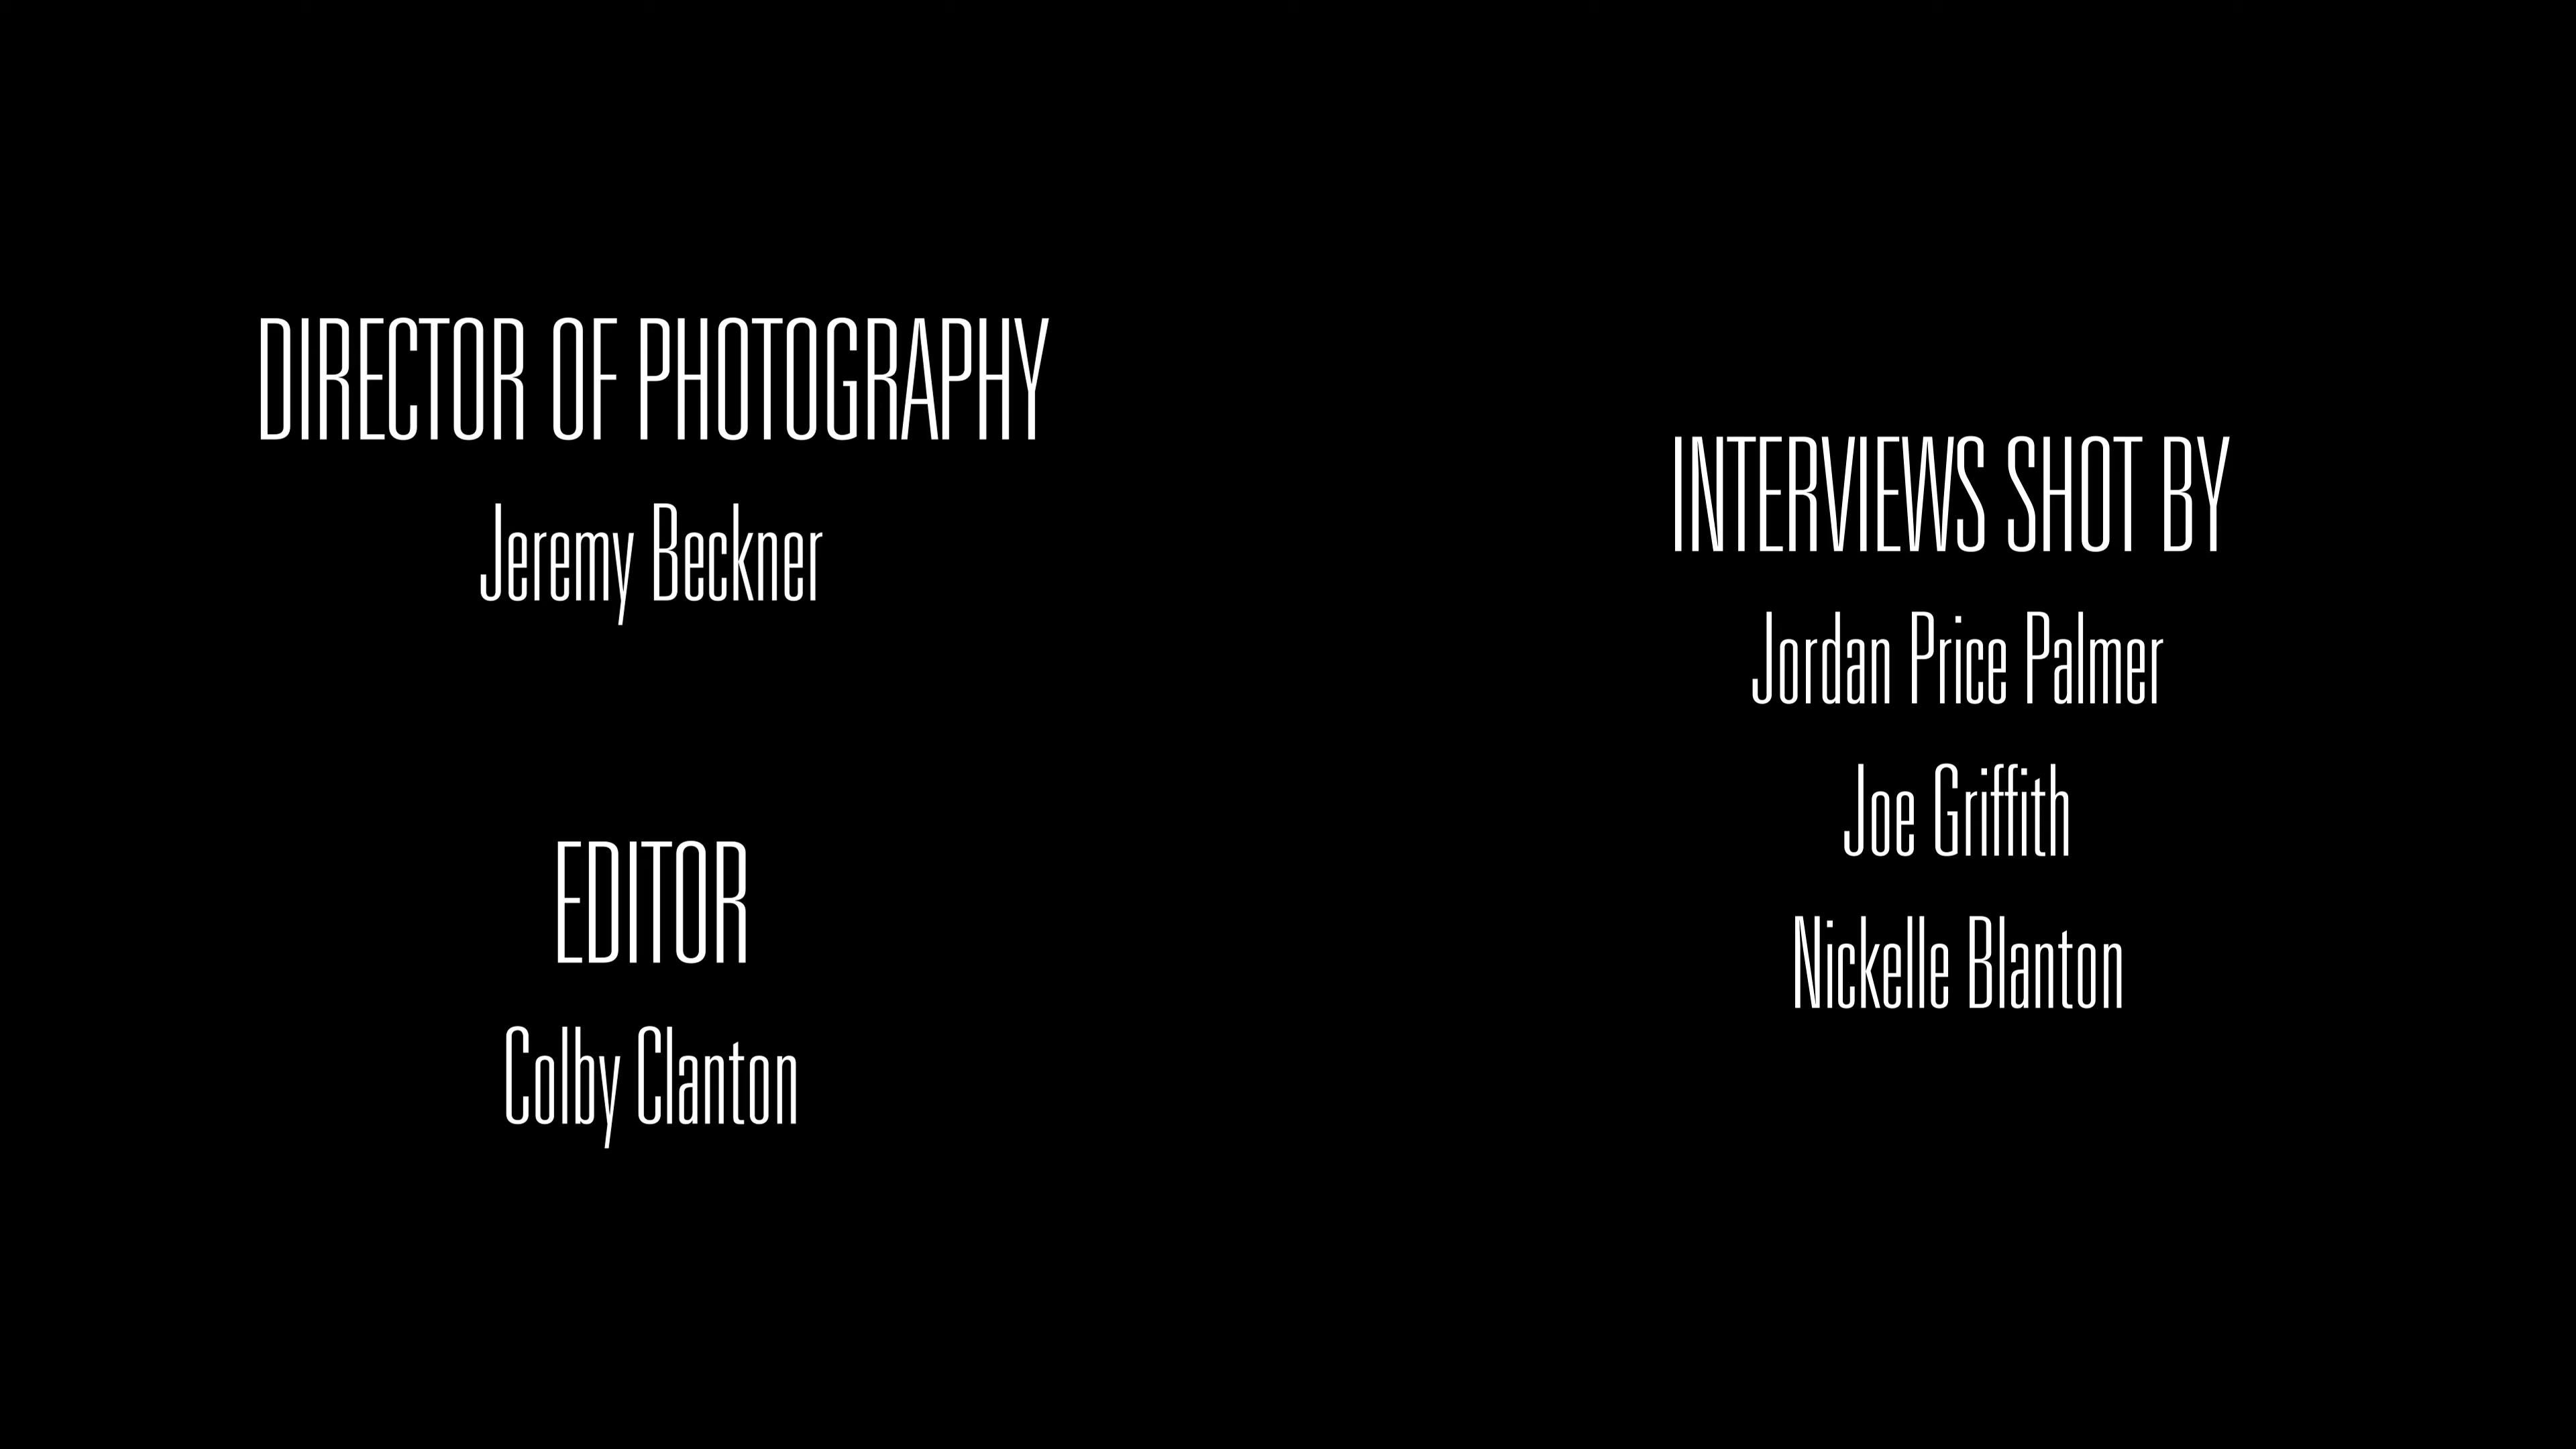 DIRECTOR OF PHOTOGRAPHY
Jeremy Beckner
EDITOR
Colby Clanton
INTERVIEWS SHOT BY
Jordan Price Palmer
Joe Griffith
Nickelle Blanton